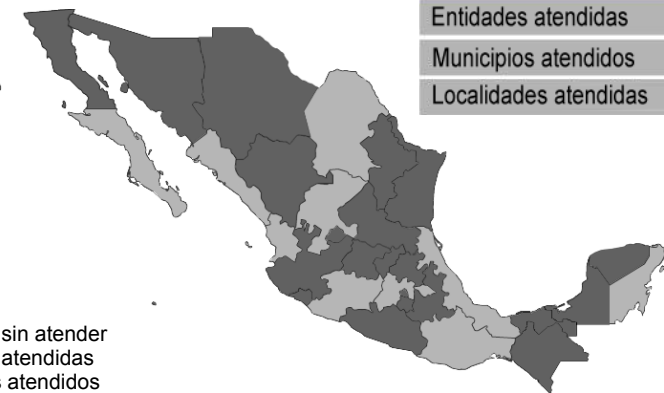 Entidades atendidas
Municipios atendidos
Localidades atendidas
sin atender
atendidas
atendidos